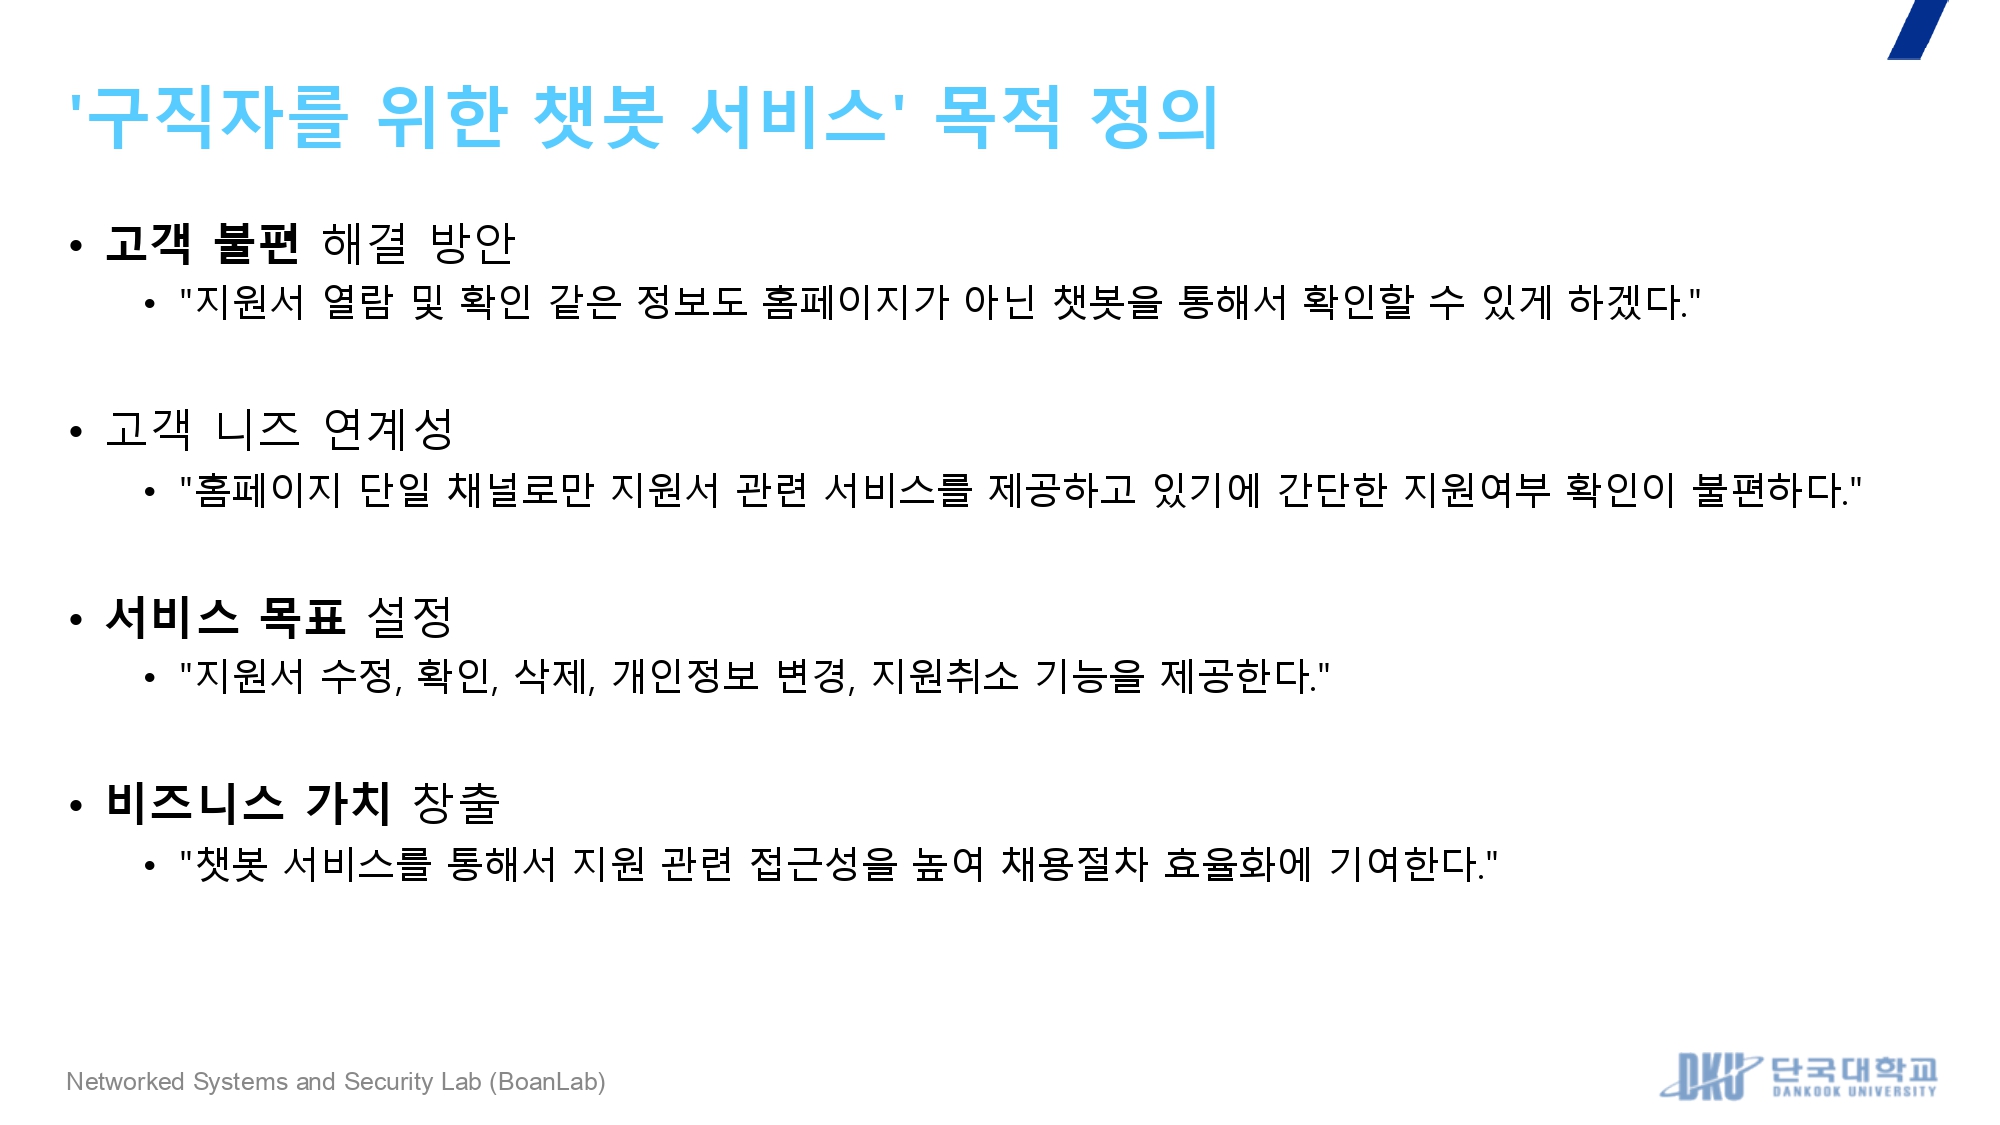 '구직자를 위한 챗봇 서비스' 목적 정의
• 고객 불편 해결 방안
• "지원서 열람 및 확인 같은 정보도 홈페이지가 아닌 챗봇을 통해서 확인할 수 있게 하겠다."
• 고객 니즈 연계성
• "홈페이지 단일 채널로만 지원서 관련 서비스를 제공하고 있기에 간단한 지원여부 확인이 불편하다."
• 서비스 목표 설정
• "지원서 수정, 확인, 삭제, 개인정보 변경, 지원취소 기능을 제공한다."
• 비즈니스 가치 창출
• "챗봇 서비스를 통해서 지원 관련 접근성을 높여 채용절차 효율화에 기여한다."
Networked Systems and Security Lab (BoanLab)
DKU 단국대학교
DANKOOK UNIVERSITY